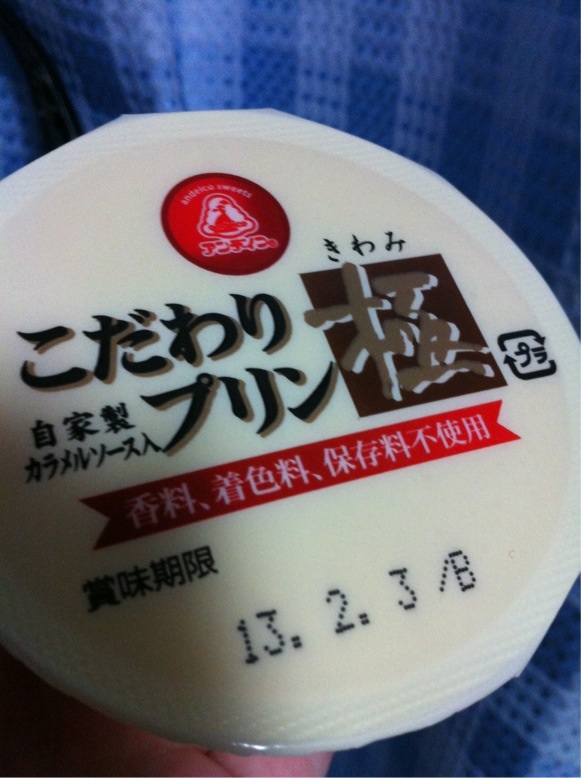 andeico sweets
アンデイコ
きわみ
極
こだわり
プリン
自家製
カラメルソース入
プラ
香料、着色料、保存料不使用
賞味期限
13.2.3/B